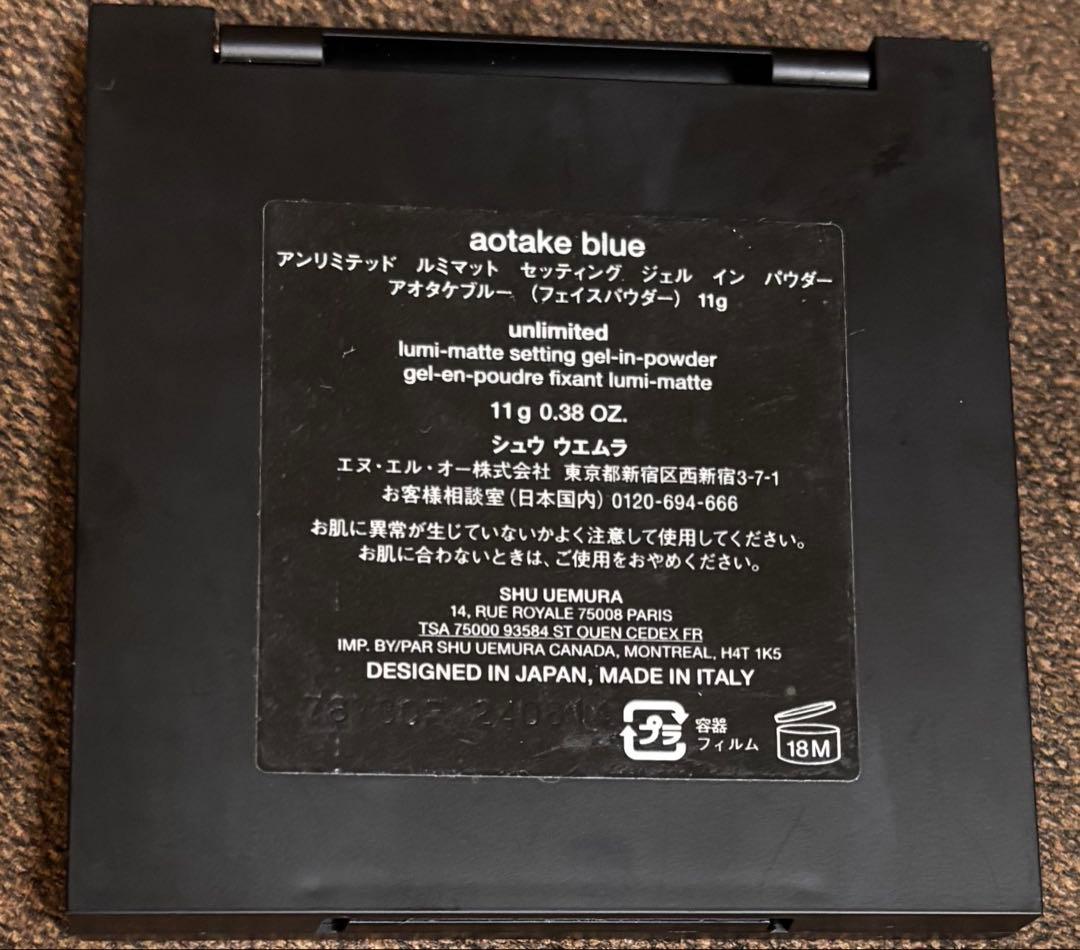 aotake blue
アンリミテッド ルミマット セッティング ジェル イン パウダー
アオタケブルー (フェイスパウダー) 11g
unlimited
lumi-matte setting gel-in-powder
gel-en-poudre fixant lumi-matte
11 g 0.38 OZ.
シュウ ウエムラ
エヌ・エル・オー株式会社 東京都新宿区西新宿3-7-1
お客様相談室(日本国内) 0120-694-666
お肌に異常が生じていないかよく注意して使用してください。
お肌に合わないときは、ご使用をおやめください。
SHU UEMURA
14, RUE ROYALE 75008 PARIS
TSA 75000 93584 ST OUEN CEDEX FR
IMP. BY/PAR SHU UEMURA CANADA, MONTREAL, H4T 1K5
DESIGNED IN JAPAN, MADE IN ITALY
プラ
容器
フィルム
18M